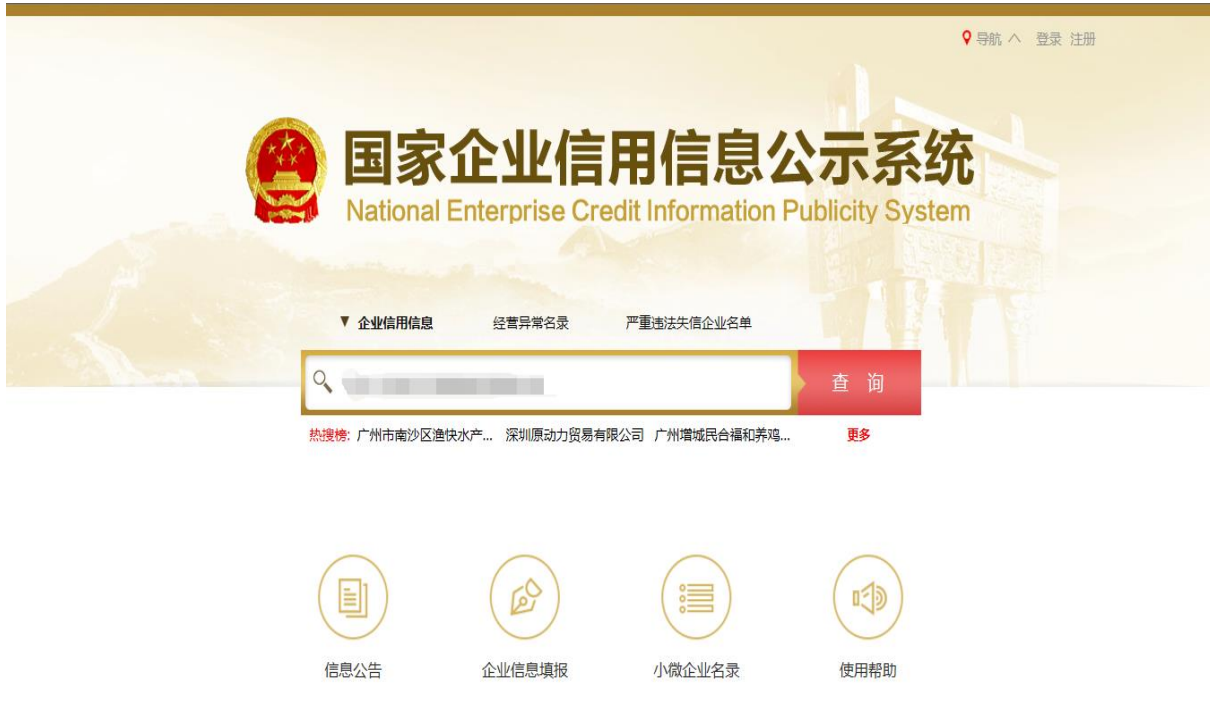 导航 登录 注册
国家企业信用信息公示系统
National Enterprise Credit Information Publicity System
企业信用信息 经营异常名录 严重违法失信企业名单
查 询
热搜榜: 广州市南沙区渔快水产... 深圳原动力贸易有限公司 广州增城民合福和养鸡... 更多
信息公告 企业信息填报 小微企业名录 使用帮助